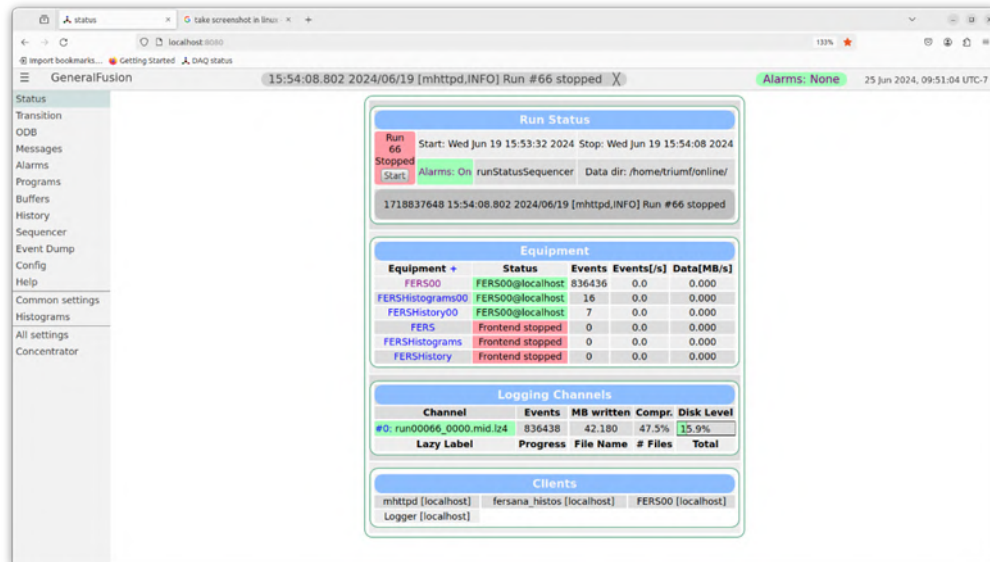 status × take screenshot in linux × +
localhost:8080 133%
Import bookmarks... Getting Started DAQ status
GeneralFusion 15:54:08.802 2024/06/19 [mhttpd,INFO] Run #66 stopped X Alarms: None 25 Jun 2024, 09:51:04 UTC-7
Status
Transition
ODB
Messages
Alarms
Programs
Buffers
History
Sequencer
Event Dump
Config
Help
Common settings
Histograms
All settings
Concentrator
Run Status
Run
66
Stopped
Start
Start: Wed Jun 19 15:53:32 2024 Stop: Wed Jun 19 15:54:08 2024
Alarms: On runStatusSequencer Data dir: /home/triumf/online/
1718837648 15:54:08.802 2024/06/19 [mhttpd,INFO] Run #66 stopped
Equipment
Equipment + Status Events Events[/s] Data[MB/s]
FERS00 FERS00@localhost 836436 0.0 0.000
FERSHistograms00 FERS00@localhost 16 0.0 0.000
FERSHistory00 FERS00@localhost 7 0.0 0.000
FERS Frontend stopped 0 0.0 0.000
FERSHistograms Frontend stopped 0 0.0 0.000
FERSHistory Frontend stopped 0 0.0 0.000
Logging Channels
Channel Events MB written Compr. Disk Level
#0: run00066_0000.mid.lz4 836438 42.180 47.5% 15.9%
Lazy Label Progress File Name # Files Total
Clients
mhttpd [localhost] fersana_histos [localhost] FERS00 [localhost]
Logger [localhost]